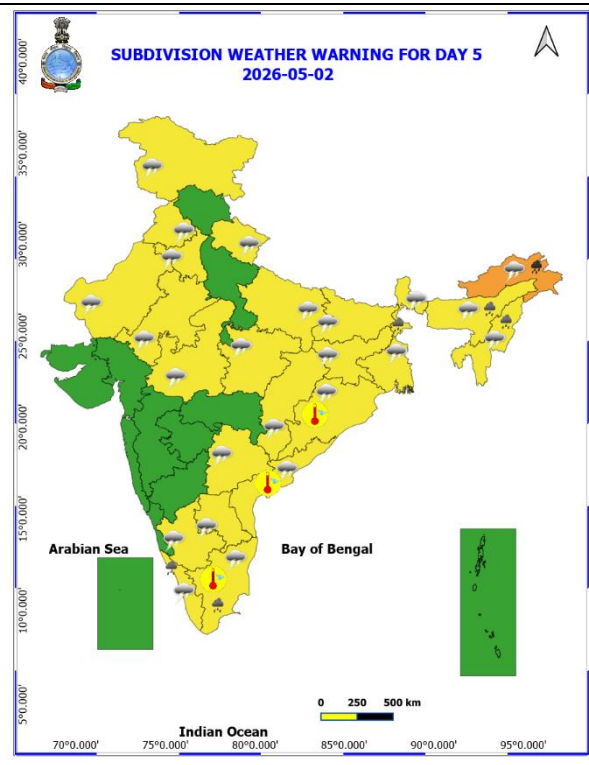 SUBDIVISION WEATHER WARNING FOR DAY 5
2026-05-02
40°0.000'
35°0.000'
30°0.000'
25°0.000'
20°0.000'
15°0.000'
10°0.000'
5°0.000'
Arabian Sea
Bay of Bengal
0 250 500 km
Indian Ocean
70°0.000' 75°0.000' 80°0.000' 85°0.000' 90°0.000' 95°0.000'